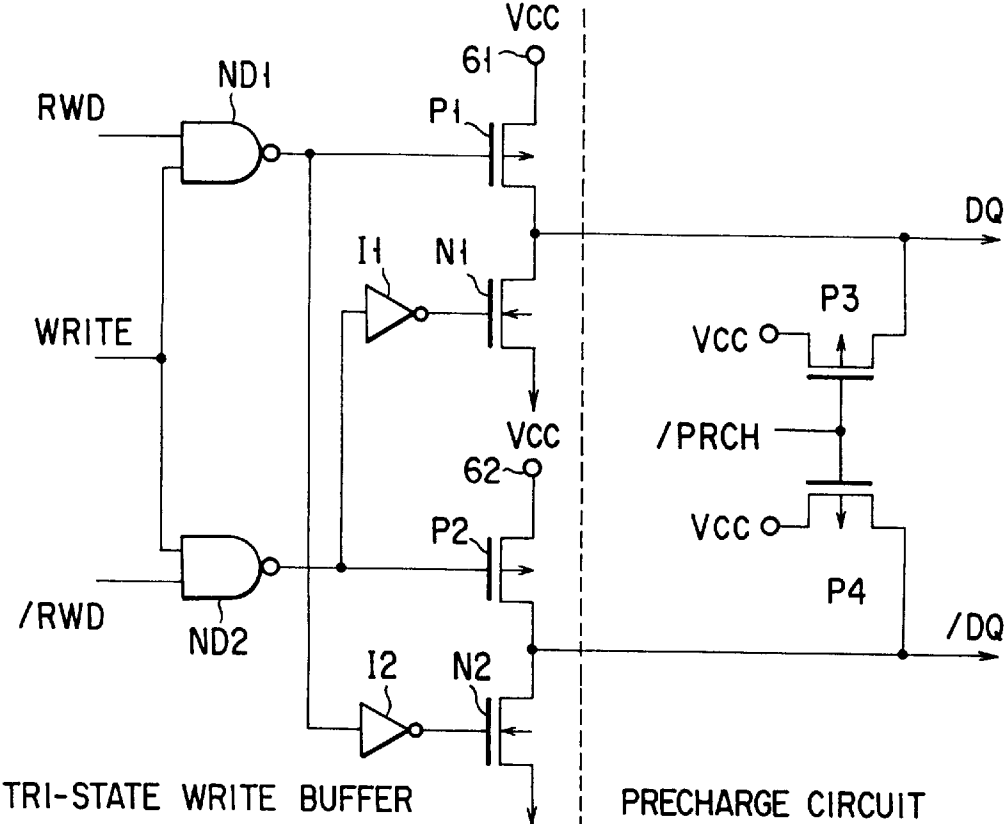 VCC
61
ND1
RWD
P1
DQ
I1
N1
P3
WRITE
VCC
VCC
/PRCH
62
VCC
P2
P4
/RWD
ND2
/DQ
I2
N2
TRI-STATE WRITE BUFFER
PRECHARGE CIRCUIT